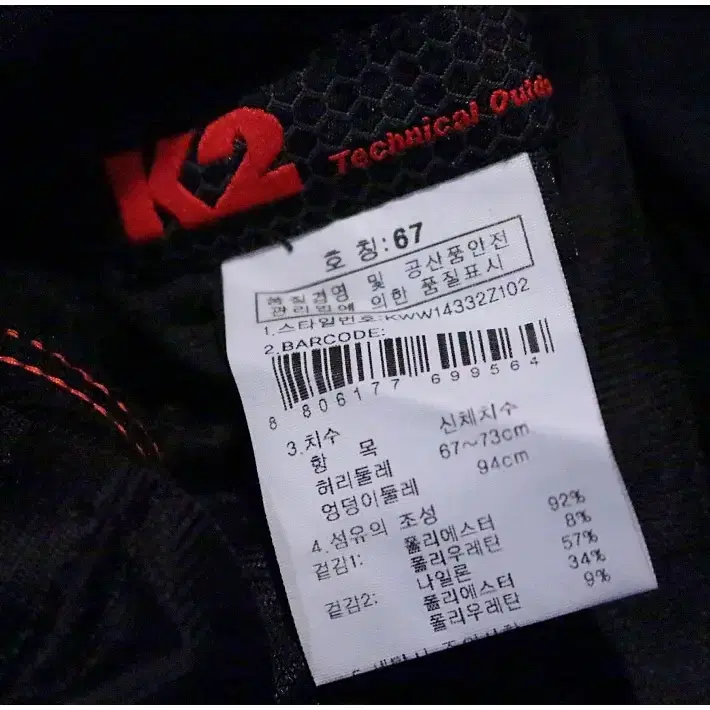 K2
Technical Outdo
호 칭:67
품질경영 및 공산품안전
관리법에 의한 품질표시
1.스타일번호:KWW14332Z102
2.BARCODE:
8 806177 699564
3.치수
항 목 신체치수
허리둘레 67~73cm
엉덩이둘레 94cm
4.섬유의 조성
겉감1: 폴리에스터 92%
폴리우레탄 8%
겉감2: 나일론 57%
폴리에스터 34%
폴리우레탄 9%